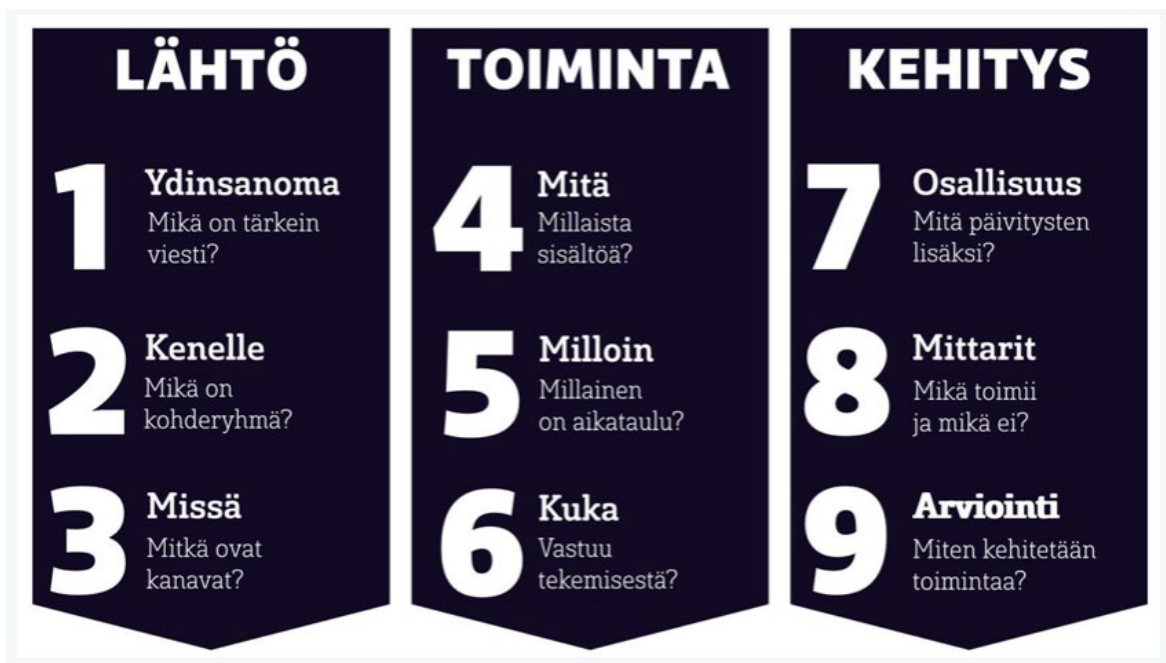 LÄHTÖ
1
Ydinsanoma
Mikä on tärkein
viesti?
2
Kenelle
Mikä on
kohderyhmä?
3
Missä
Mitkä ovat
kanavat?
TOIMINTA
4
Mitä
Millaista
sisältöä?
5
Milloin
Millainen
on aikataulu?
6
Kuka
Vastuu
tekemisestä?
KEHITYS
7
Osallisuus
Mitä päivitysten
lisäksi?
8
Mittarit
Mikä toimii
ja mikä ei?
9
Arviointi
Miten kehitetään
toimintaa?